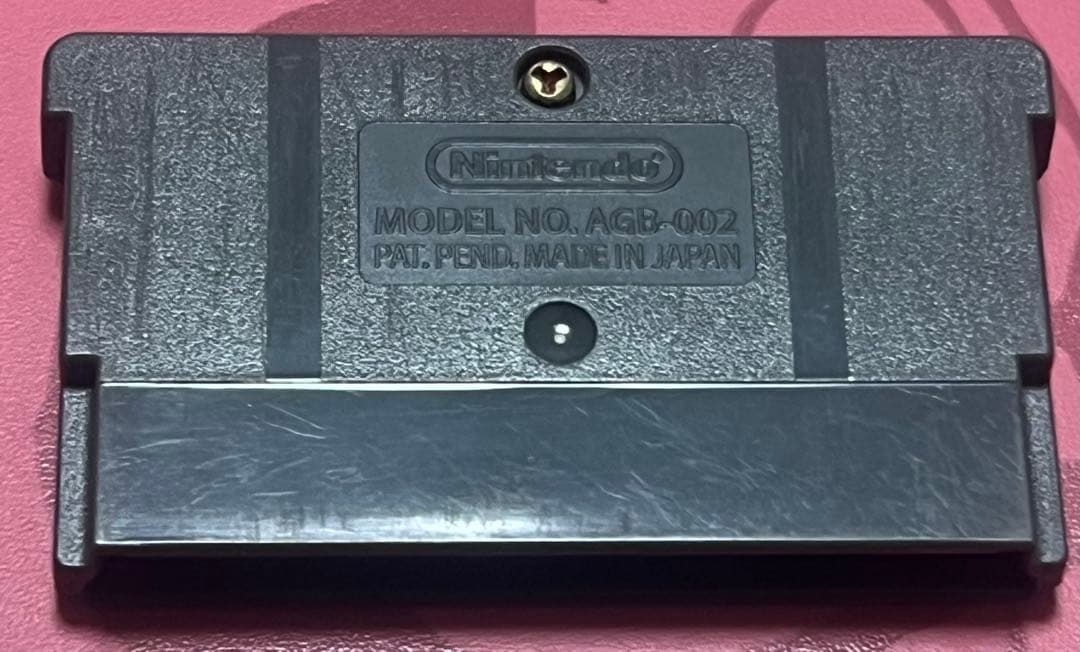 Nintendo®
MODEL NO. AGB-002
PAT. PEND. MADE IN JAPAN